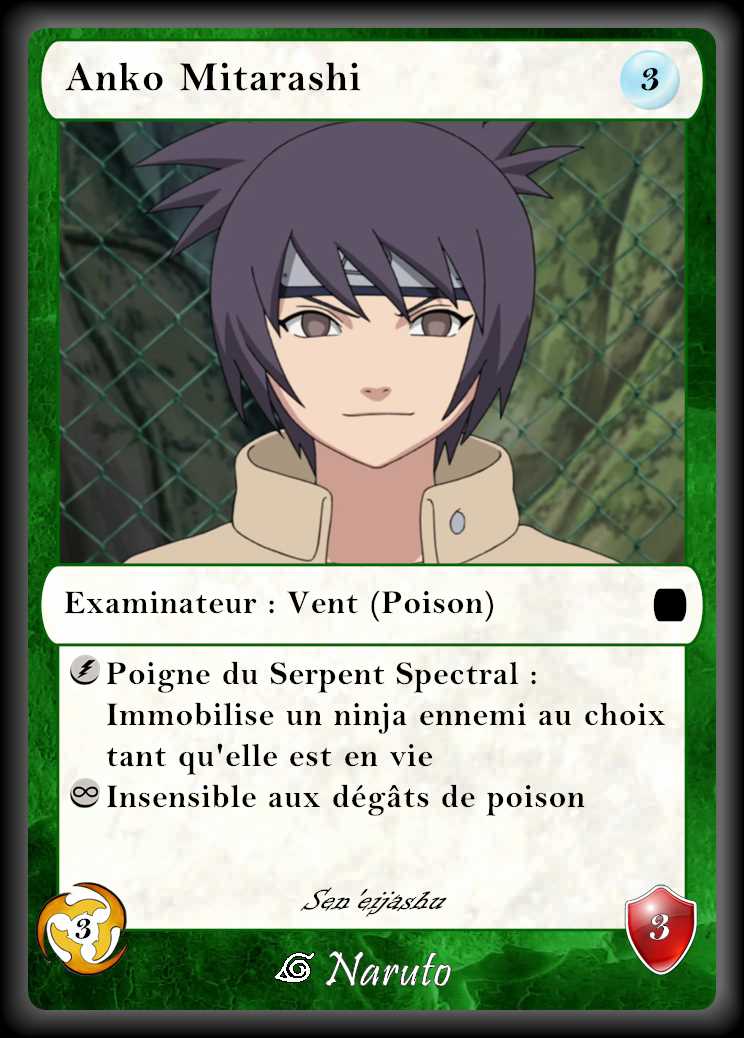 Anko Mitarashi
3
Examinateur : Vent (Poison)
Poigne du Serpent Spectral :
Immobilise un ninja ennemi au choix
tant qu'elle est en vie
Insensible aux dégâts de poison
Sen'eijashu
3
3
Naruto